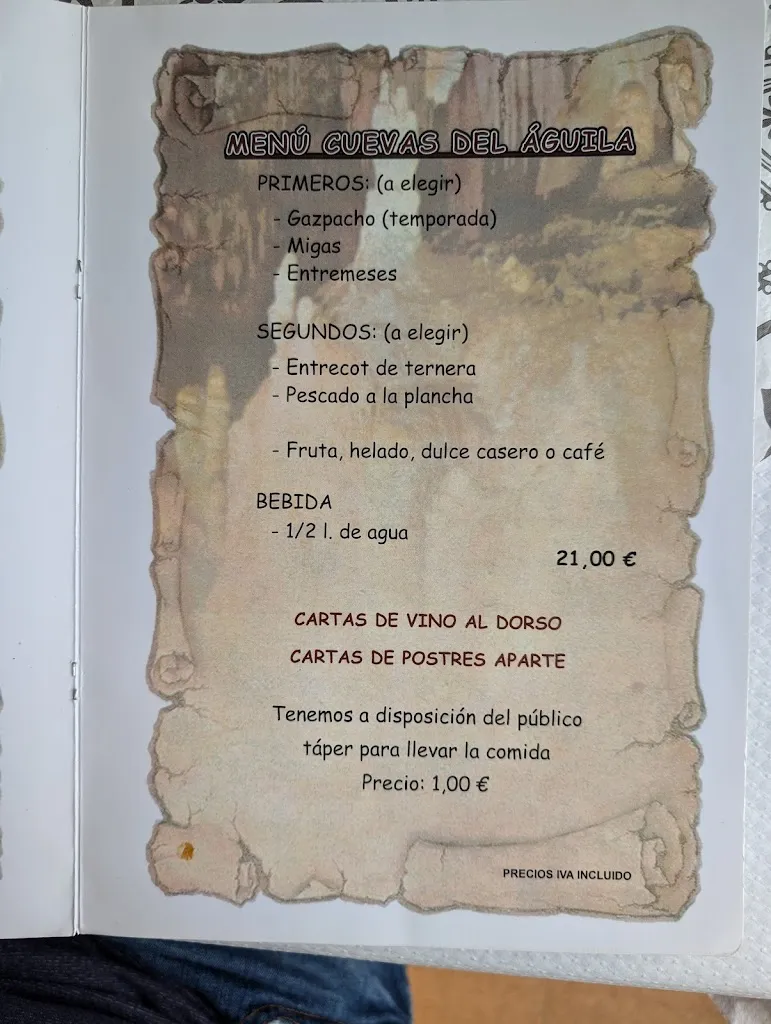 MENÚ CUEVAS DEL ÁGUILA
PRIMEROS: (a elegir)
- Gazpacho (temporada)
- Migas
- Entremeses
SEGUNDOS: (a elegir)
- Entrecot de ternera
- Pescado a la plancha
- Fruta, helado, dulce casero o café
BEBIDA
- 1/2 l. de agua
21,00 €
CARTAS DE VINO AL DORSO
CARTAS DE POSTRES APARTE
Tenemos a disposición del público
táper para llevar la comida
Precio: 1,00 €
PRECIOS IVA INCLUIDO